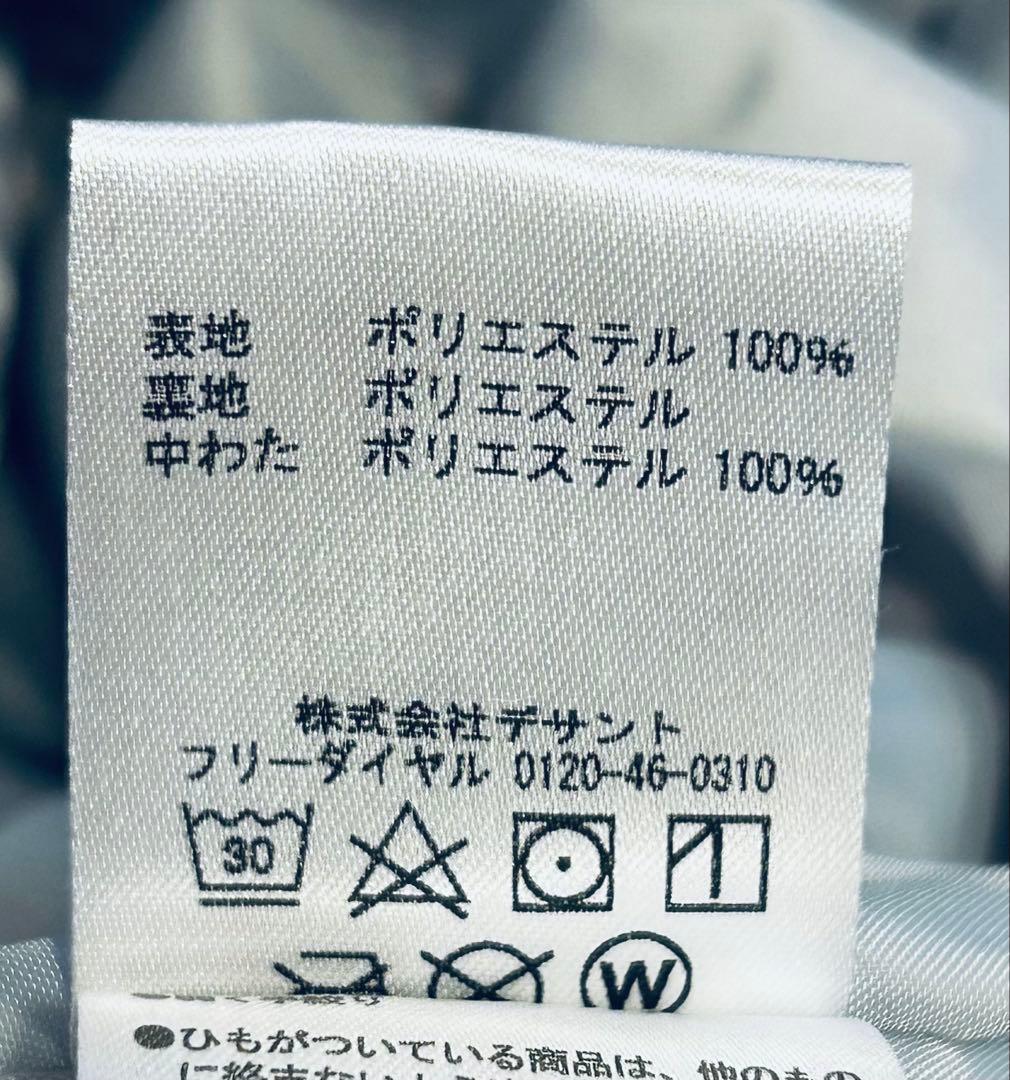 表地 ポリエステル 100%
裏地 ポリエステル
中わた ポリエステル 100%
株式会社デサント
フリーダイヤル 0120-46-0310
30
W
●ひもがついている商品は、他のもの